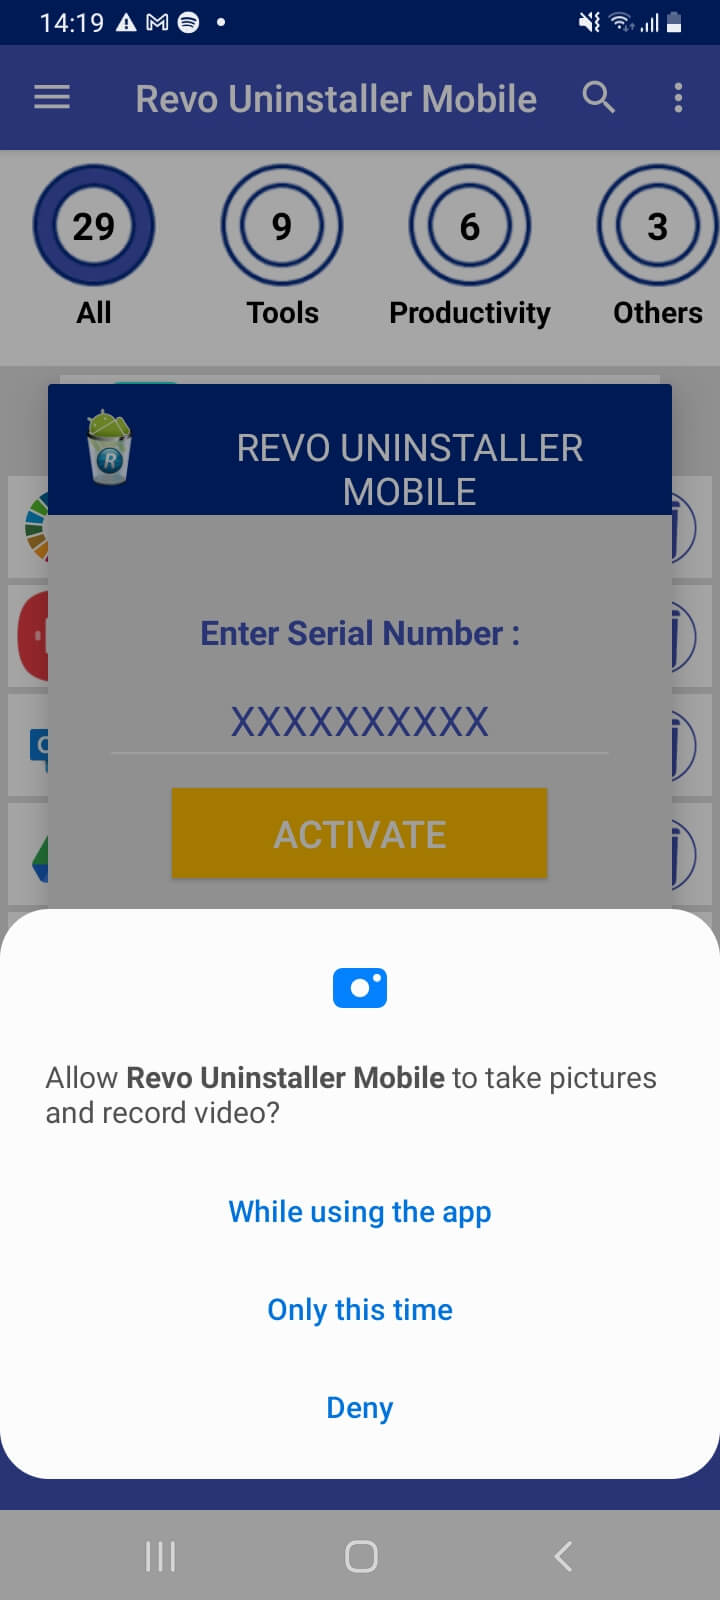 14:19
Revo Uninstaller Mobile
29 9 6 3
All Tools Productivity Others
R
REVO UNINSTALLER
MOBILE
Enter Serial Number :
XXXXXXXXXX
ACTIVATE
Allow Revo Uninstaller Mobile to take pictures
and record video?
While using the app
Only this time
Deny